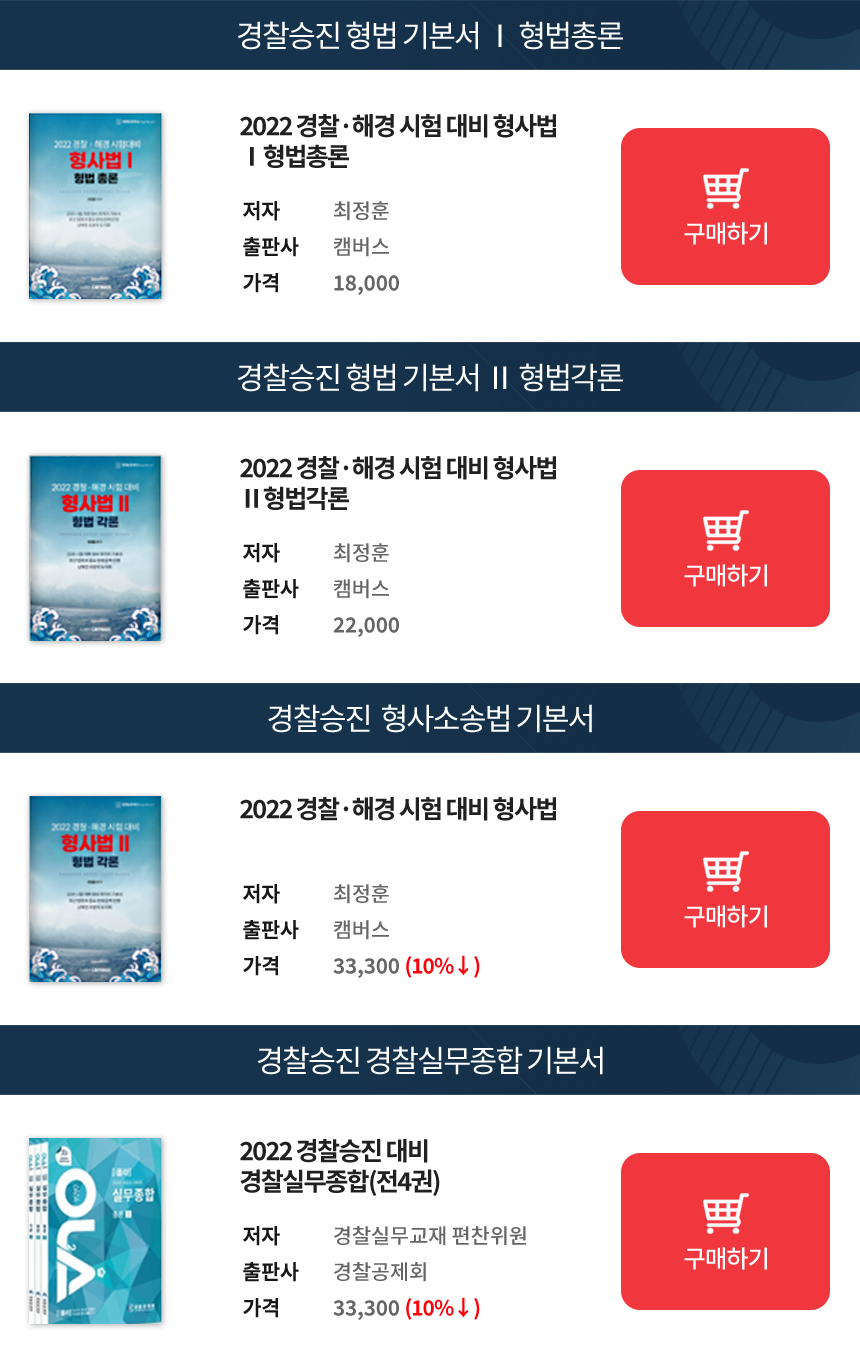 경찰승진 형법 기본서 Ⅰ 형법총론
2022 경찰·해경 시험대비
형사법 Ⅰ
형법 총론
2022 경찰·해경 시험 대비 형사법
Ⅰ형법총론
저자 최정훈
출판사 캠버스
가격 18,000
구매하기
경찰승진 형법 기본서 Ⅱ 형법각론
2022 경찰·해경 시험 대비
형사법 Ⅱ
형법 각론
2022 경찰·해경 시험 대비 형사법
Ⅱ형법각론
저자 최정훈
출판사 캠버스
가격 22,000
구매하기
경찰승진 형사소송법 기본서
2022 경찰·해경 시험 대비
형사법 Ⅱ
형법 각론
2022 경찰·해경 시험 대비 형사법
저자 최정훈
출판사 캠버스
가격 33,300 (10%↓)
구매하기
경찰승진 경찰실무종합 기본서
OLA
실무종합
2022 경찰승진 대비
경찰실무종합(전4권)
저자 경찰실무교재 편찬위원
출판사 경찰공제회
가격 33,300 (10%↓)
구매하기